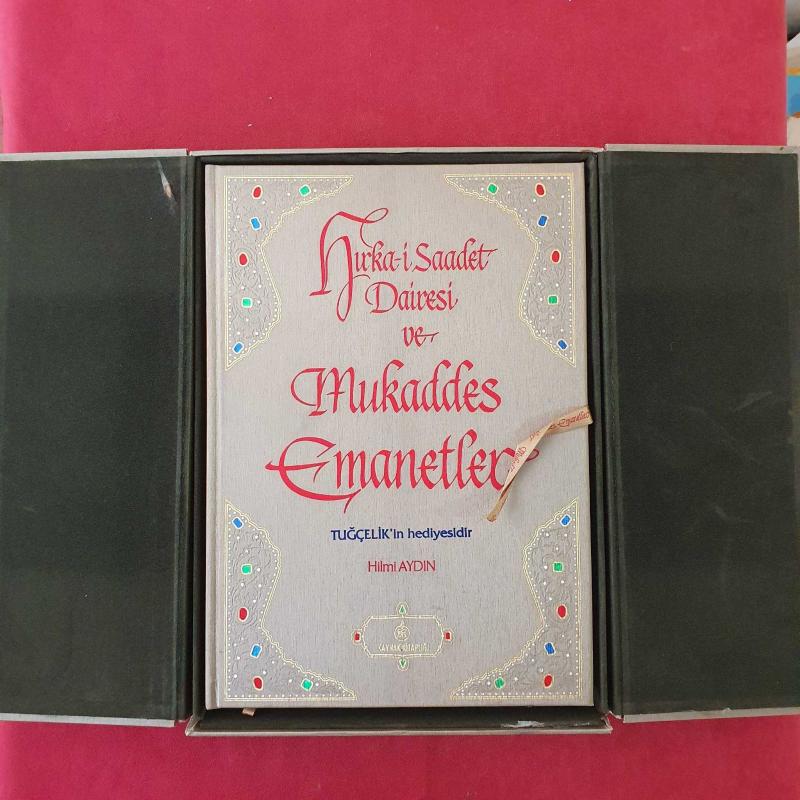 Hırka-i Saadet
Dairesi
ve
Mukaddes
Emanetler
TUĞÇELİK'in hediyesidir
Hilmi AYDIN
KAYNAK KİTAPLIĞI